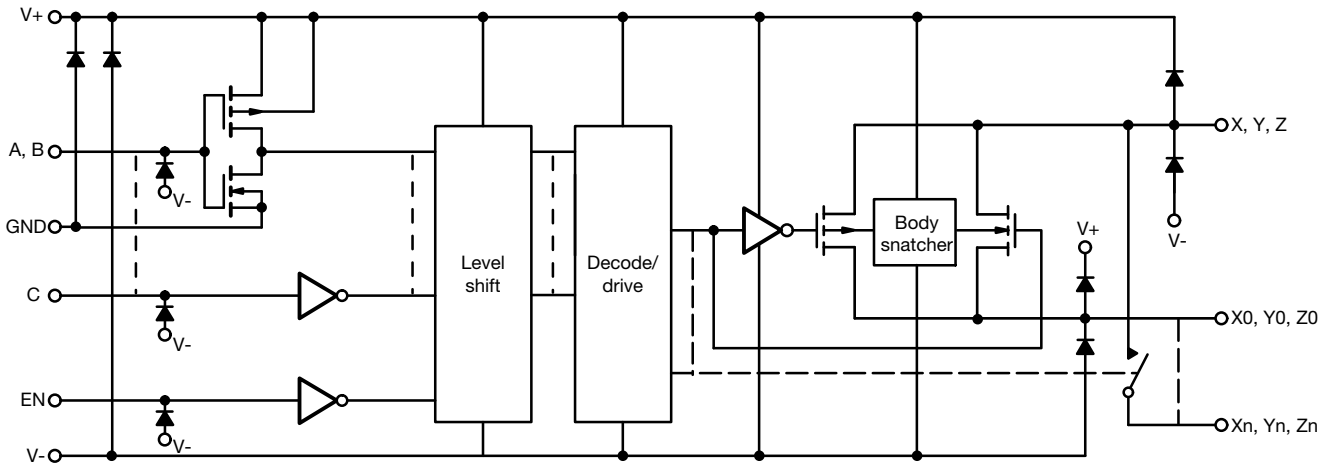 V+
A, B
V-
GND
C
V-
EN
V-
V-
Level
shift
Decode/
drive
Body
snatcher
V+
X, Y, Z
V-
X0, Y0, Z0
Xn, Yn, Zn